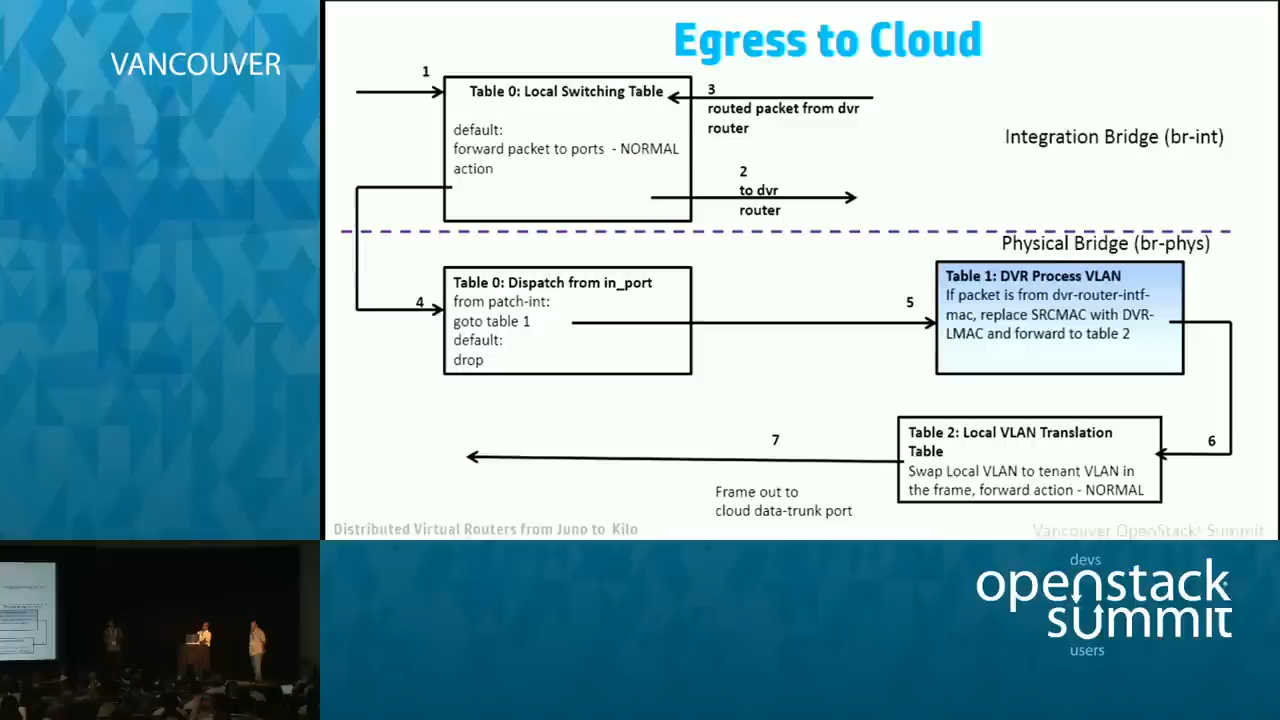 VANCOUVER
Egress to Cloud
1
Table 0: Local Switching Table
default:
forward packet to ports - NORMAL
action
3
routed packet from dvr
router
2
to dvr
router
Integration Bridge (br-int)
Physical Bridge (br-phys)
4
Table 0: Dispatch from in_port
from patch-int:
goto table 1
default:
drop
5
Table 1: DVR Process VLAN
If packet is from dvr-router-intf-
mac, replace SRCMAC with DVR-
LMAC and forward to table 2
6
Table 2: Local VLAN Translation
Table
Swap Local VLAN to tenant VLAN in
the frame, forward action - NORMAL
7
Frame out to
cloud data-trunk port
Distributed Virtual Routers from Juno to Kilo
Vancouver OpenStack Summit
devs
openstack
summit
users